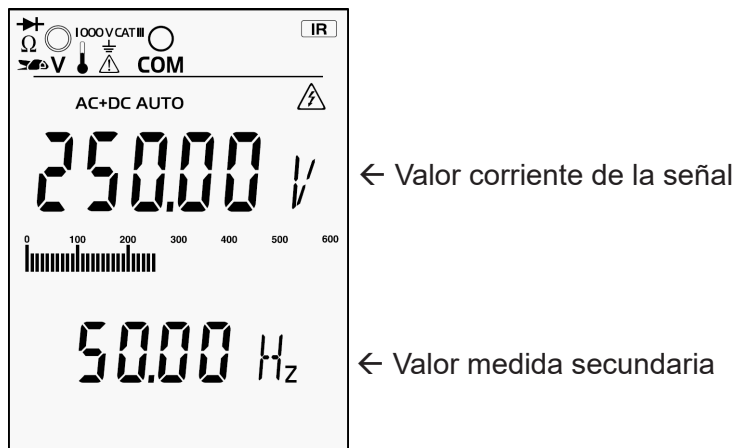 1000 V CAT III
IR
Ω
V
COM
AC+DC AUTO
250.00 V
← Valor corriente de la señal
0 100 200 300 400 500 600
50.00 Hz
← Valor medida secundaria